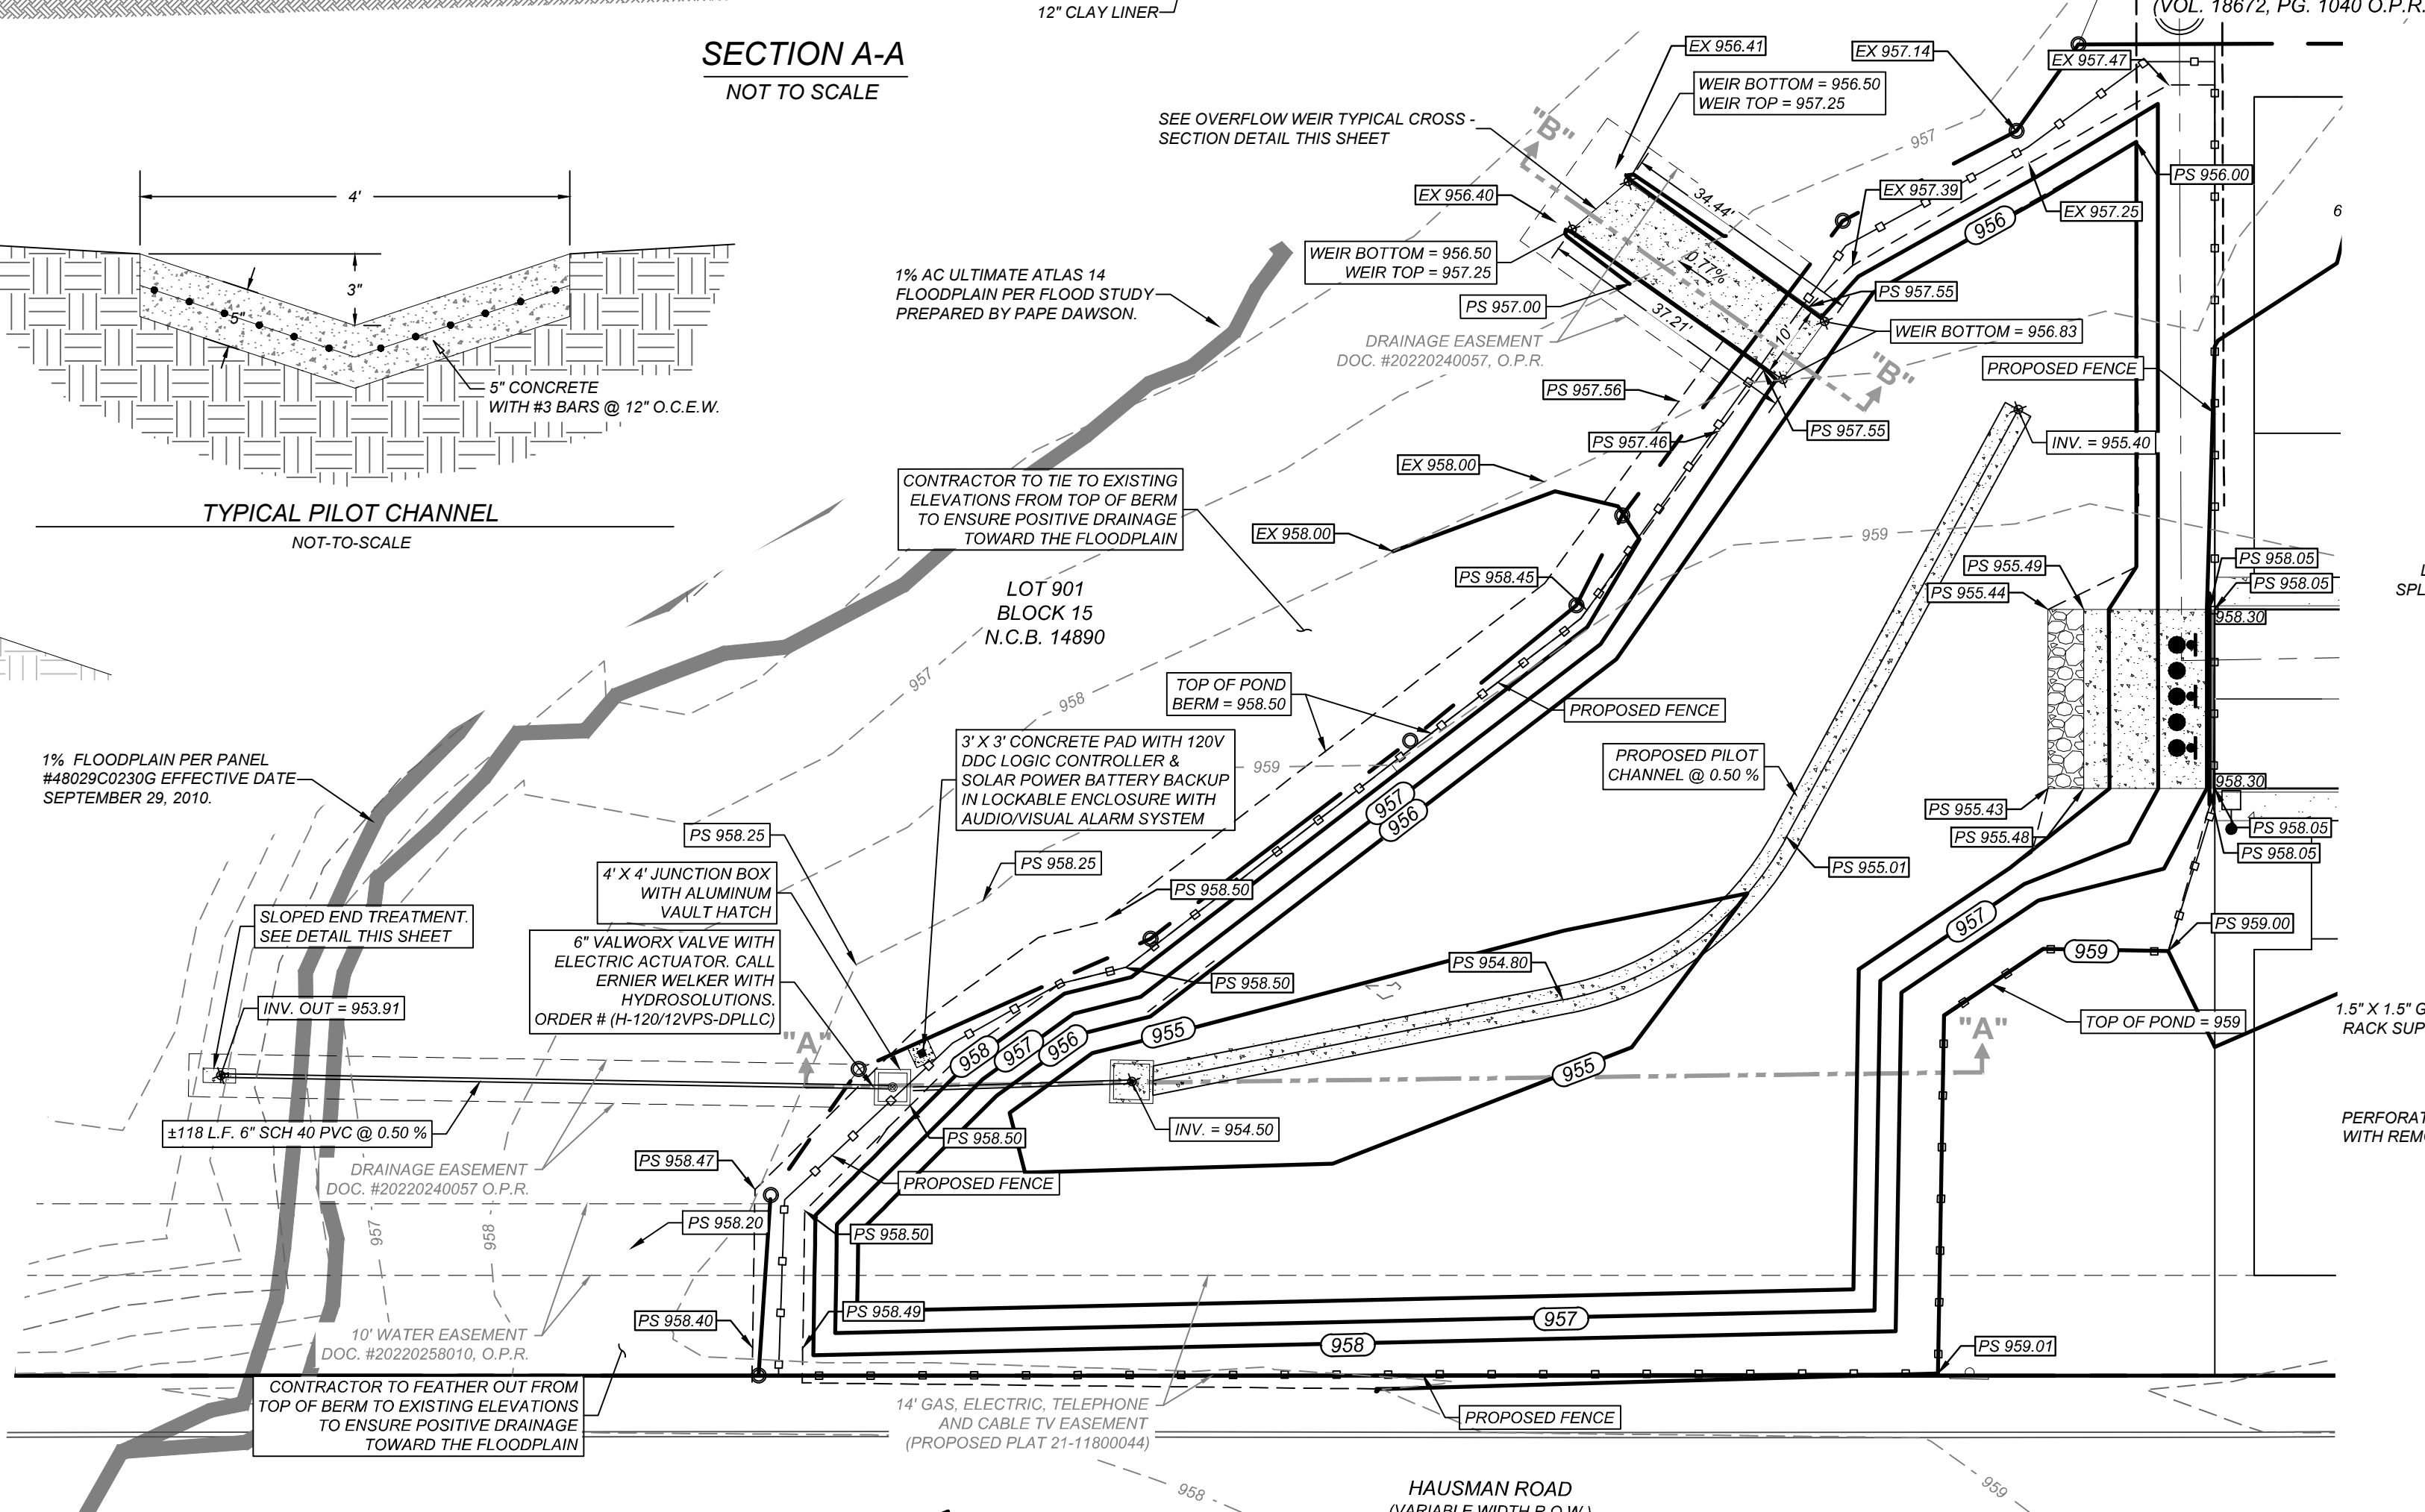 12" CLAY LINER
(VOL. 18672, PG. 1040 O.P.R.
SECTION A-A
NOT TO SCALE
4'
3"
5"
5" CONCRETE
WITH #3 BARS @ 12" O.C.E.W.
TYPICAL PILOT CHANNEL
NOT-TO-SCALE
EX 956.41
EX 957.14
EX 957.47
WEIR BOTTOM = 956.50
WEIR TOP = 957.25
SEE OVERFLOW WEIR TYPICAL CROSS -
SECTION DETAIL THIS SHEET
"B"
957
EX 956.40
34.44'
EX 957.39
PS 956.00
EX 957.25
956
6
WEIR BOTTOM = 956.50
WEIR TOP = 957.25
0.77%
PS 957.00
PS 957.55
37.21'
10'
WEIR BOTTOM = 956.83
1% AC ULTIMATE ATLAS 14
FLOODPLAIN PER FLOOD STUDY
PREPARED BY PAPE DAWSON.
DRAINAGE EASEMENT
DOC. #20220240057, O.P.R.
"B"
PROPOSED FENCE
PS 957.56
PS 957.46
PS 957.55
INV. = 955.40
EX 958.00
EX 958.00
CONTRACTOR TO TIE TO EXISTING
ELEVATIONS FROM TOP OF BERM
TO ENSURE POSITIVE DRAINAGE
TOWARD THE FLOODPLAIN
959
PS 958.45
PS 955.49
PS 955.44
PS 958.05
PS 958.05
958.30
SPL
LOT 901
BLOCK 15
N.C.B. 14890
957
958
TOP OF POND
BERM = 958.50
PROPOSED FENCE
959
957
956
PROPOSED PILOT
CHANNEL @ 0.50 %
958.30
PS 955.43
PS 955.48
PS 958.05
PS 958.05
1% FLOODPLAIN PER PANEL
#48029C0230G EFFECTIVE DATE
SEPTEMBER 29, 2010.
3' X 3' CONCRETE PAD WITH 120V
DDC LOGIC CONTROLLER &
SOLAR POWER BATTERY BACKUP
IN LOCKABLE ENCLOSURE WITH
AUDIO/VISUAL ALARM SYSTEM
PS 958.25
PS 958.25
PS 958.50
PS 955.01
4' X 4' JUNCTION BOX
WITH ALUMINUM
VAULT HATCH
SLOPED END TREATMENT.
SEE DETAIL THIS SHEET
6" VALWORX VALVE WITH
ELECTRIC ACTUATOR. CALL
ERNIER WELKER WITH
HYDROSOLUTIONS.
ORDER # (H-120/12VPS-DPLLC)
957
PS 959.00
959
PS 954.80
PS 958.50
INV. OUT = 953.91
TOP OF POND = 959
1.5" X 1.5" G
RACK SUP
"A"
958
957
956
955
955
"A"
±118 L.F. 6" SCH 40 PVC @ 0.50 %
PS 958.50
INV. = 954.50
PERFORAT
WITH REM
DRAINAGE EASEMENT
DOC. #20220240057 O.P.R.
PS 958.47
PROPOSED FENCE
957
958
PS 958.20
PS 958.50
PS 958.40
PS 958.49
957
958
10' WATER EASEMENT
DOC. #20220258010, O.P.R.
PS 959.01
CONTRACTOR TO FEATHER OUT FROM
TOP OF BERM TO EXISTING ELEVATIONS
TO ENSURE POSITIVE DRAINAGE
TOWARD THE FLOODPLAIN
14' GAS, ELECTRIC, TELEPHONE
AND CABLE TV EASEMENT
(PROPOSED PLAT 21-11800044)
PROPOSED FENCE
958
HAUSMAN ROAD
(VARIABLE WIDTH R.O.W.)
959